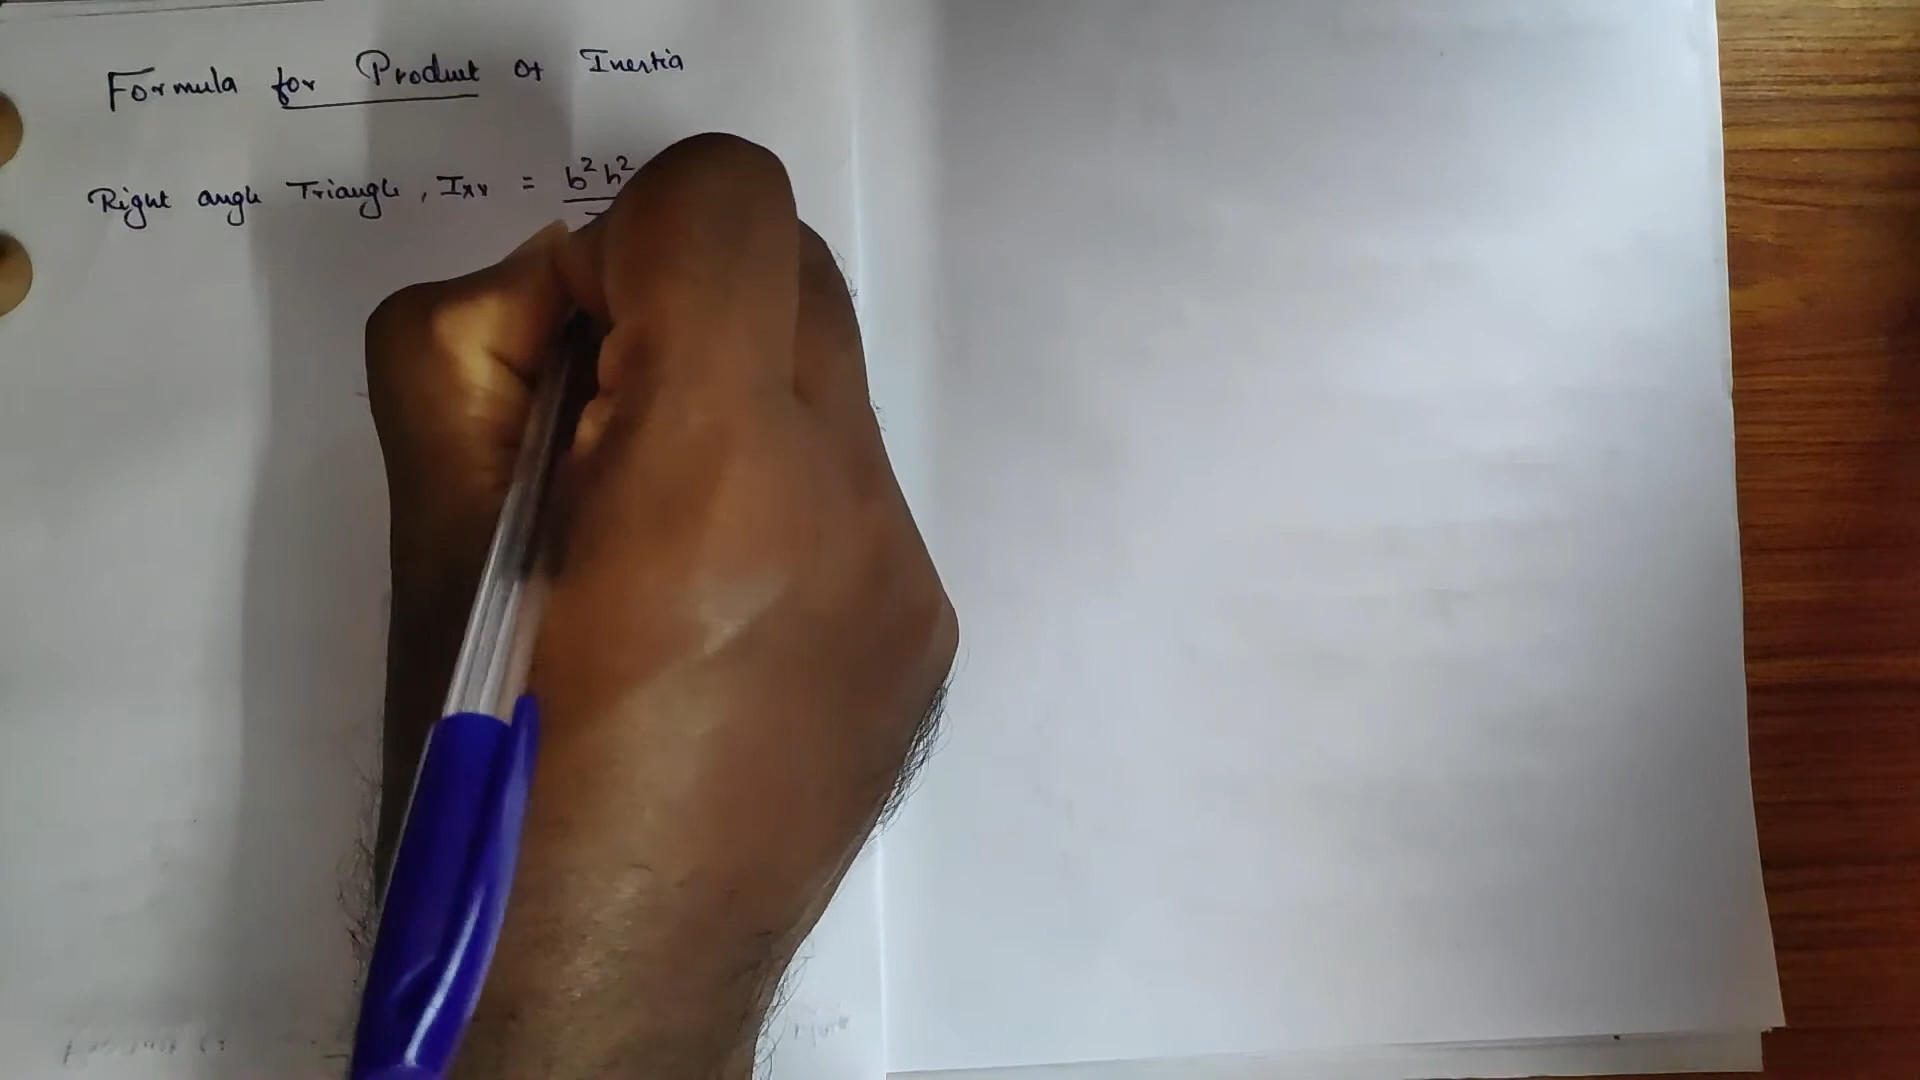 Formula for Product of Inertia
Right angle Triangle, Ixy = b²h²